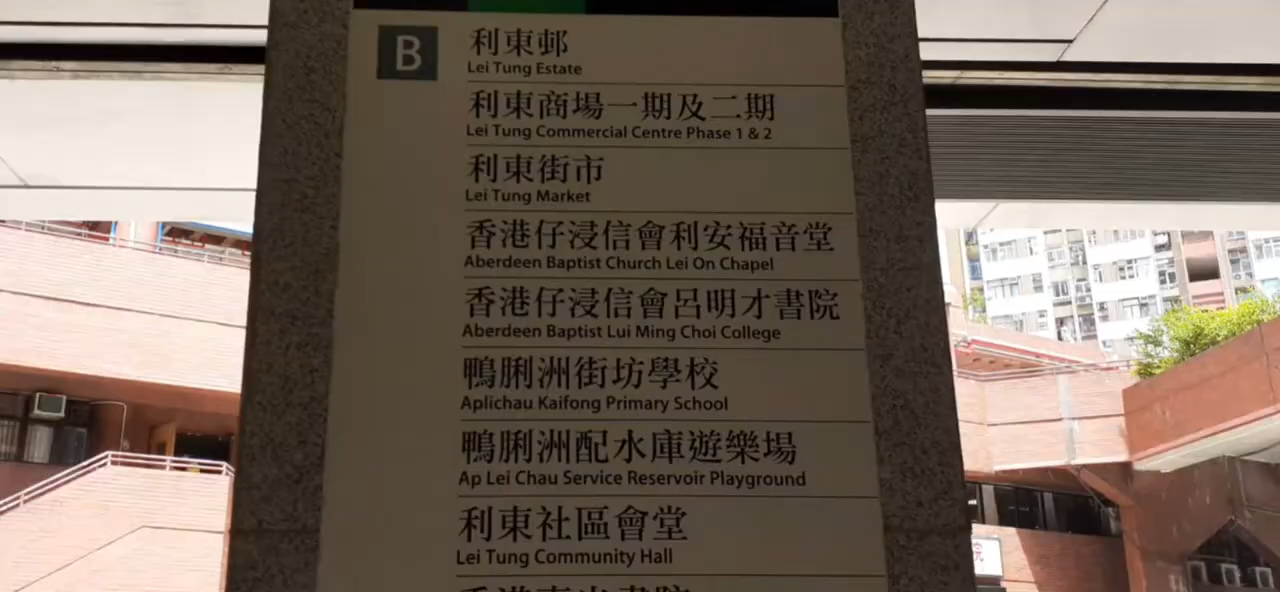 B
利東邨
Lei Tung Estate
利東商場一期及二期
Lei Tung Commercial Centre Phase 1 & 2
利東街市
Lei Tung Market
香港仔浸信會利安福音堂
Aberdeen Baptist Church Lei On Chapel
香港仔浸信會呂明才書院
Aberdeen Baptist Lui Ming Choi College
鴨脷洲街坊學校
Aplichau Kaifong Primary School
鴨脷洲配水庫遊樂場
Ap Lei Chau Service Reservoir Playground
利東社區會堂
Lei Tung Community Hall
院